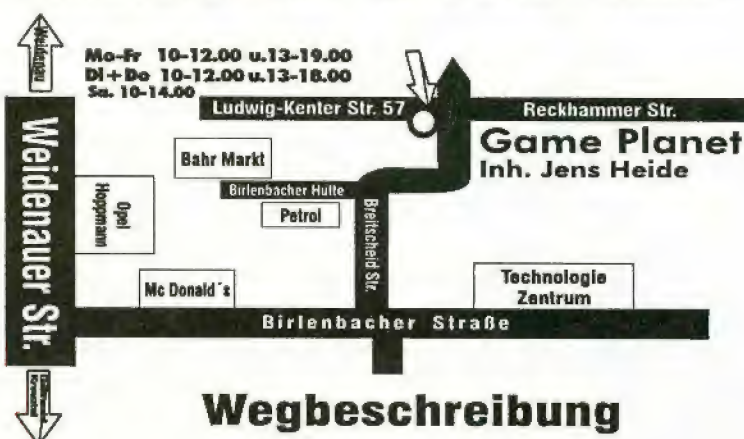 Weidenau
Mo-Fr 10-12.00 u.13-19.00
Di+Do 10-12.00 u.13-18.00
Sa. 10-14.00
Ludwig-Kenter Str. 57
Reckhammer Str.
Game Planet
Inh. Jens Heide
Weidenauer Str.
Bahr Markt
Birlenbacher Hütte
Opel
Hoppmann
Petrol
Breitscheid Str.
Mc Donald´s
Technologie
Zentrum
Birlenbacher Straße
Wegbeschreibung